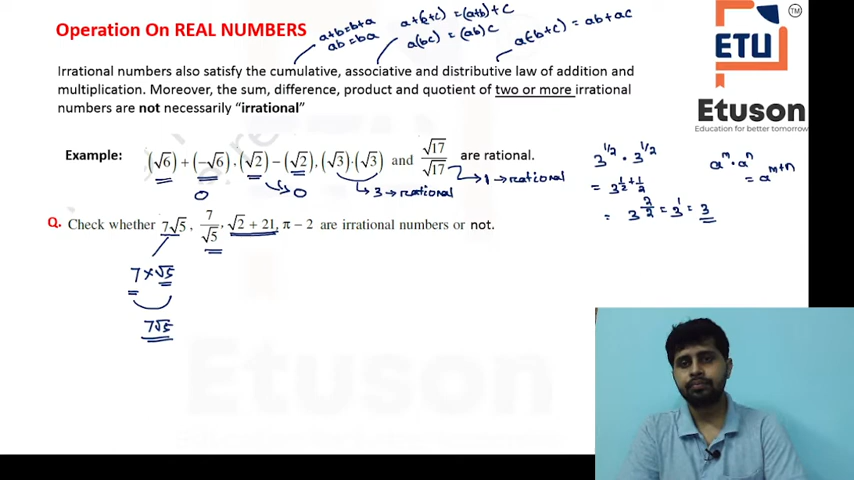 Operation On REAL NUMBERS
a+b=b+a
ab=ba
a+(b+c) = (a+b)+c
a(bc) = (ab)c
a(b+c) = ab+ac
TM
ETU
Etuson
Education for better tomorrow
Irrational numbers also satisfy the cumulative, associative and distributive law of addition and
multiplication. Moreover, the sum, difference, product and quotient of two or more irrational
numbers are not necessarily “irrational”
Example: (√6) + (−√6) · (√2) − (√2), (√3) · (√3) and √17/√17 are rational.
0
0
3 → rational
1 → rational
3^1/2 · 3^1/2
= 3^1/2+1/2
= 3^2/2 = 3^1 = 3
a^m · a^n
= a^m+n
Q. Check whether 7√5, 7/√5, √2 + 21, π − 2 are irrational numbers or not.
7×√5
7√5